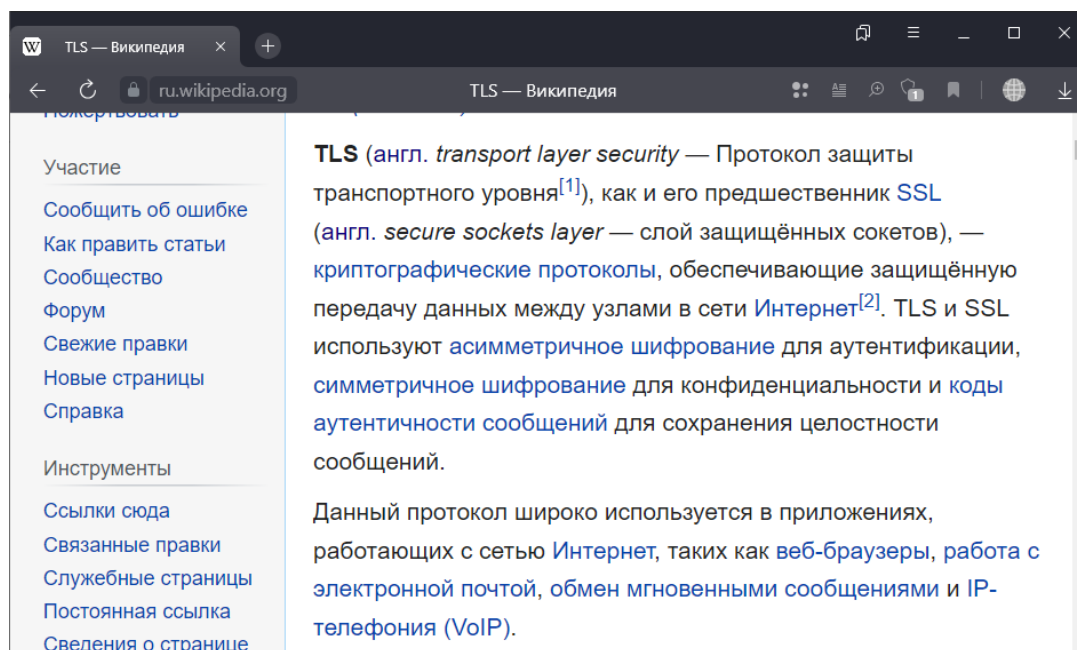 TLS — Википедия
ru.wikipedia.org
TLS — Википедия
1
Пожертвовать
Участие
Сообщить об ошибке
Как править статьи
Сообщество
Форум
Свежие правки
Новые страницы
Справка
Инструменты
Ссылки сюда
Связанные правки
Служебные страницы
Постоянная ссылка
Сведения о странице
TLS (англ. transport layer security — Протокол защиты
транспортного уровня[1]), как и его предшественник SSL
(англ. secure sockets layer — слой защищённых сокетов), —
криптографические протоколы, обеспечивающие защищённую
передачу данных между узлами в сети Интернет[2]. TLS и SSL
используют асимметричное шифрование для аутентификации,
симметричное шифрование для конфиденциальности и коды
аутентичности сообщений для сохранения целостности
сообщений.
Данный протокол широко используется в приложениях,
работающих с сетью Интернет, таких как веб-браузеры, работа с
электронной почтой, обмен мгновенными сообщениями и IP-
телефония (VoIP).